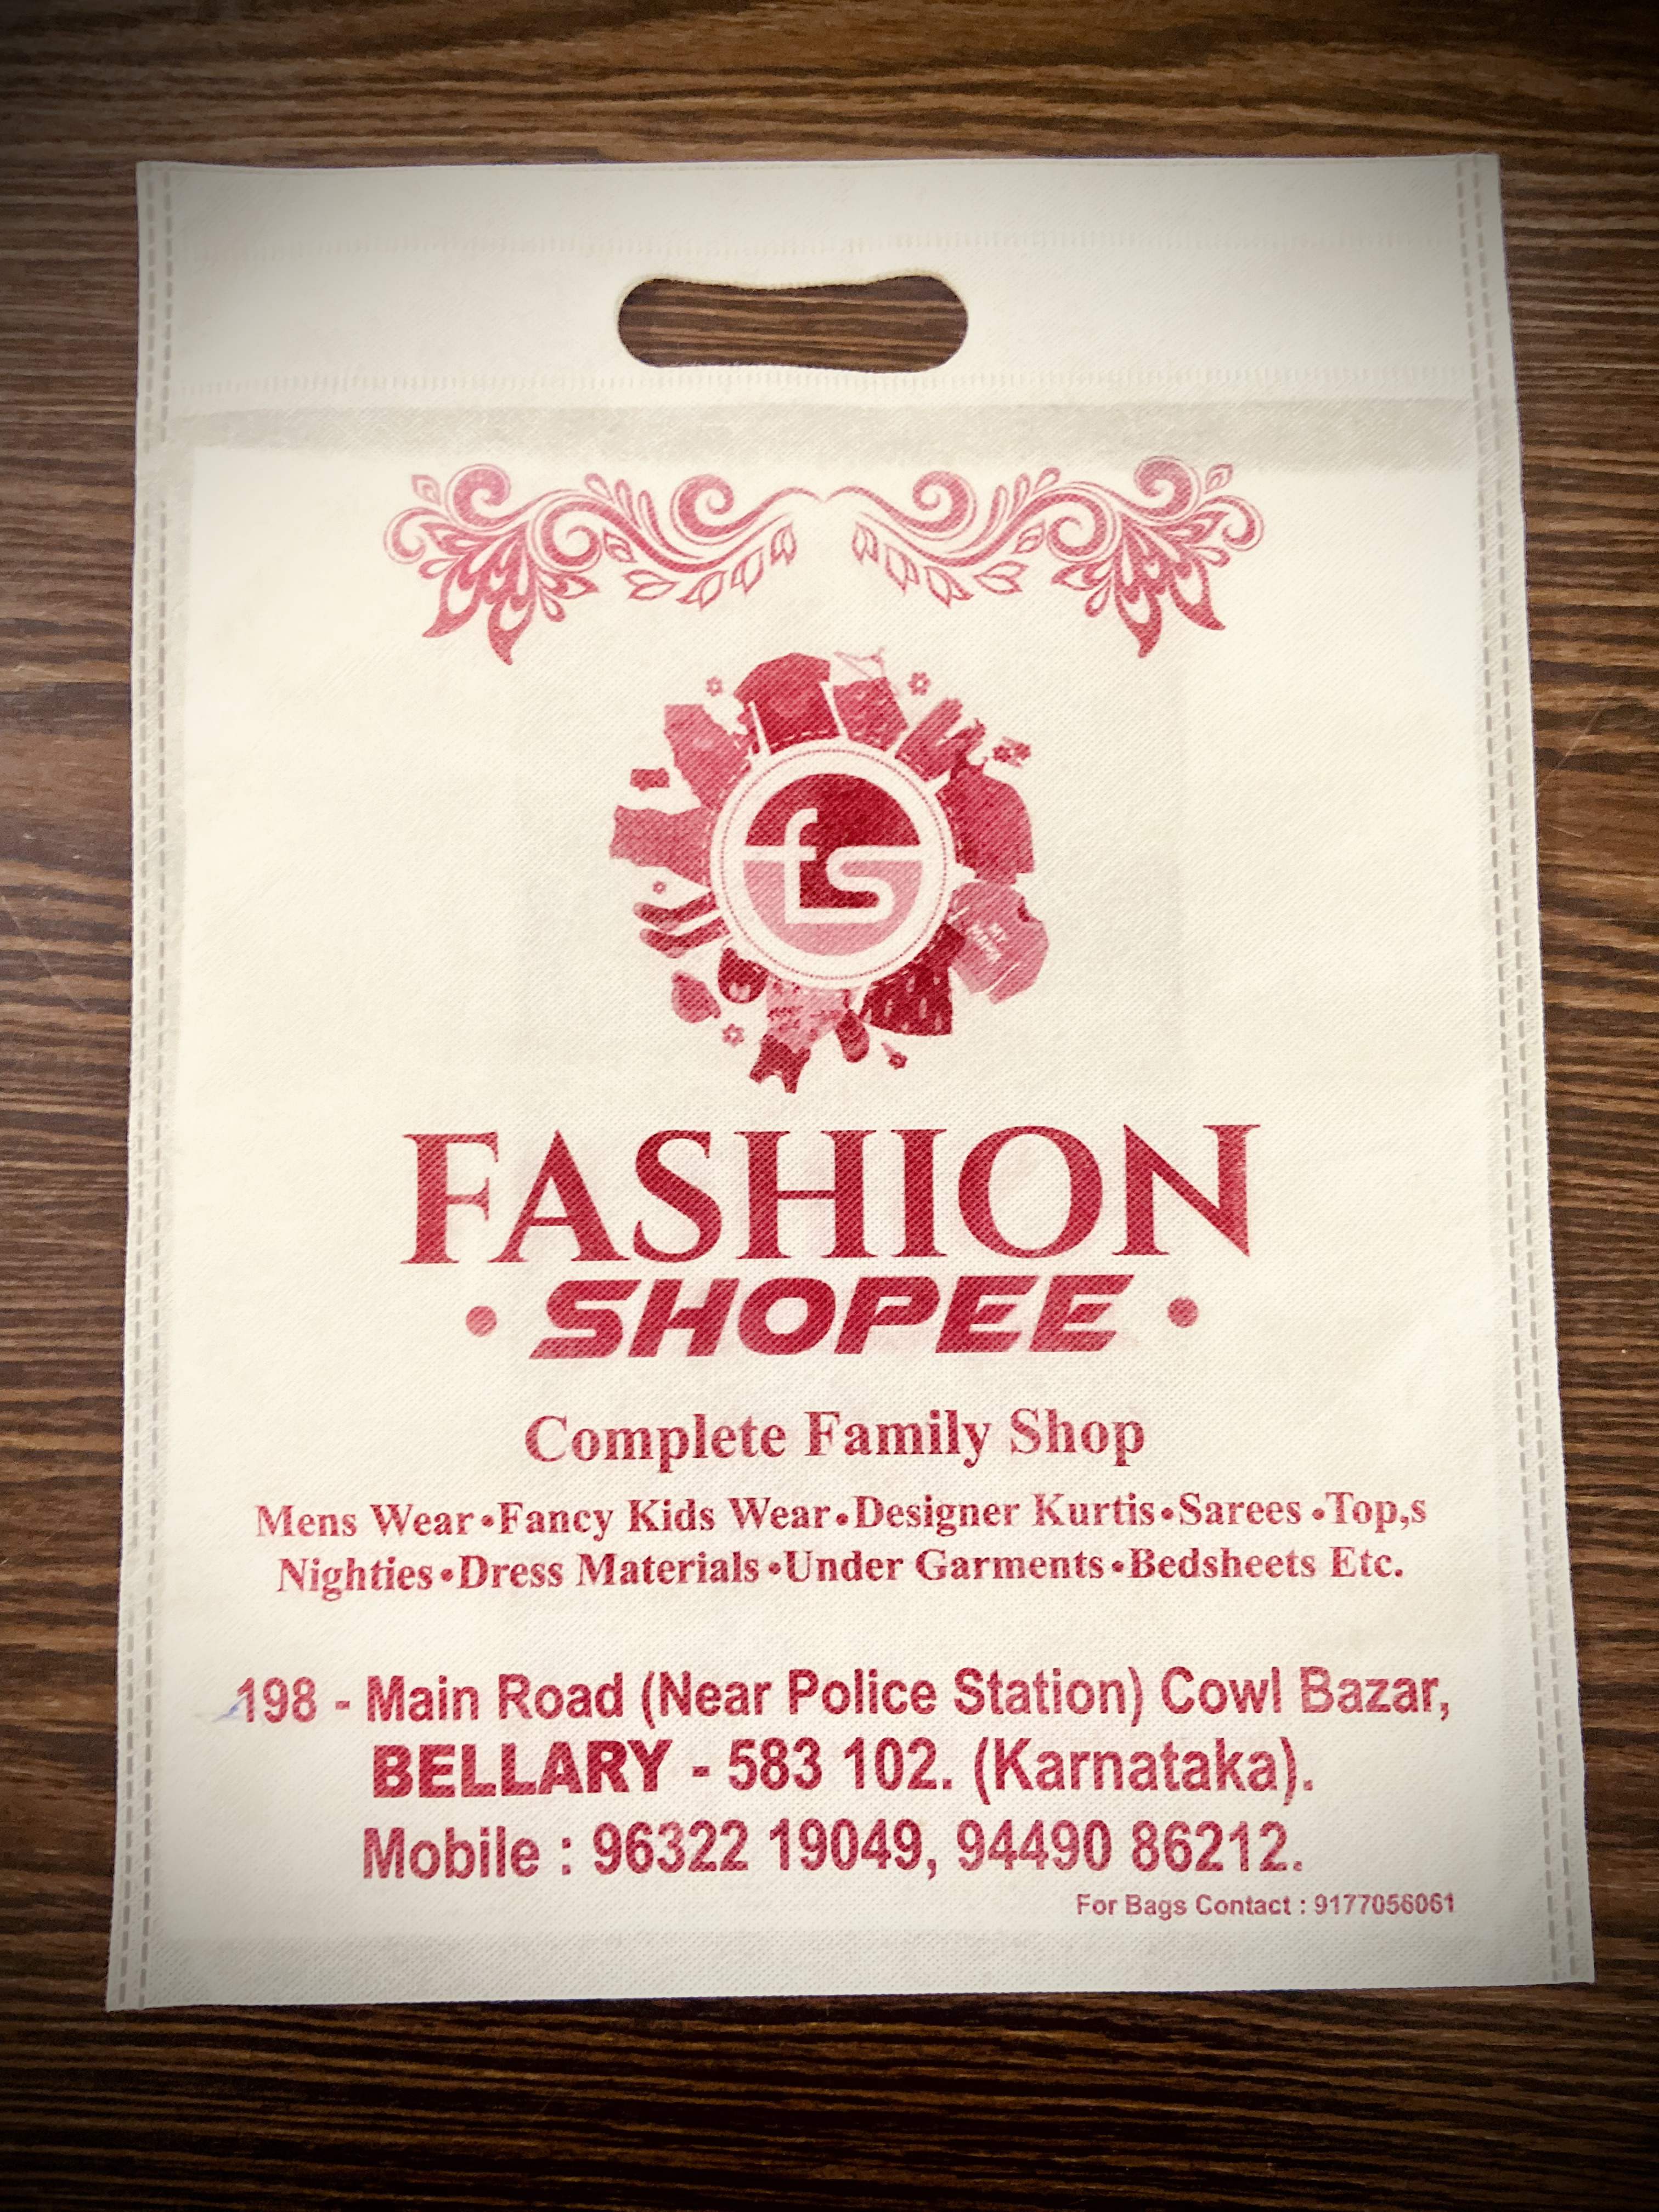 fs
FASHION
• SHOPEE •
Complete Family Shop
Mens Wear•Fancy Kids Wear•Designer Kurtis•Sarees •Top,s
Nighties•Dress Materials•Under Garments•Bedsheets Etc.
198 - Main Road (Near Police Station) Cowl Bazar,
BELLARY - 583 102. (Karnataka).
Mobile : 96322 19049, 94490 86212.
For Bags Contact : 9177056061